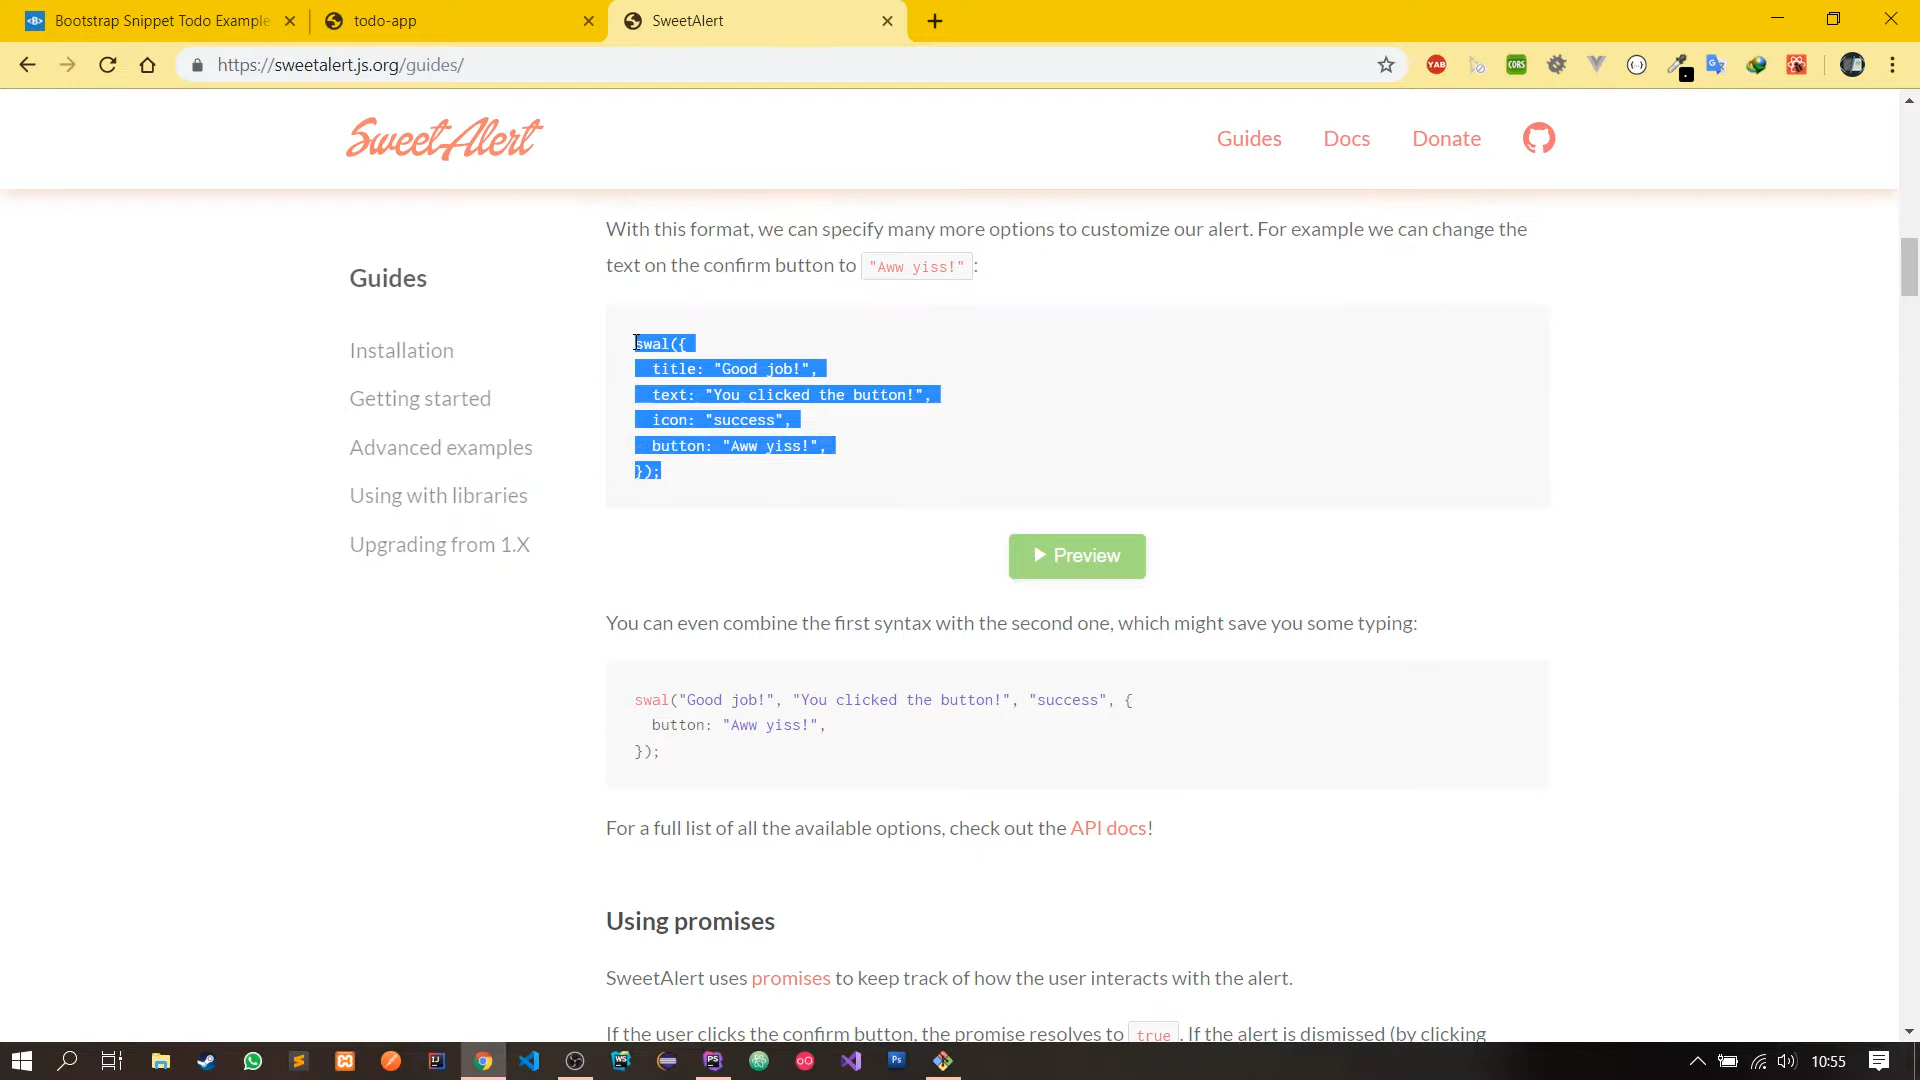 Bootstrap Snippet Todo Example
todo-app
SweetAlert
https://sweetalert.js.org/guides/
SweetAlert
Guides
Docs
Donate
With this format, we can specify many more options to customize our alert. For example we can change the
text on the confirm button to "Aww yiss!" :
Guides
Installation
Getting started
Advanced examples
Using with libraries
Upgrading from 1.X
swal({
title: "Good job!",
text: "You clicked the button!",
icon: "success",
button: "Aww yiss!",
});
Preview
You can even combine the first syntax with the second one, which might save you some typing:
swal("Good job!", "You clicked the button!", "success", {
button: "Aww yiss!",
});
For a full list of all the available options, check out the API docs!
Using promises
SweetAlert uses promises to keep track of how the user interacts with the alert.
If the user clicks the confirm button, the promise resolves to true . If the alert is dismissed (by clicking
10:55